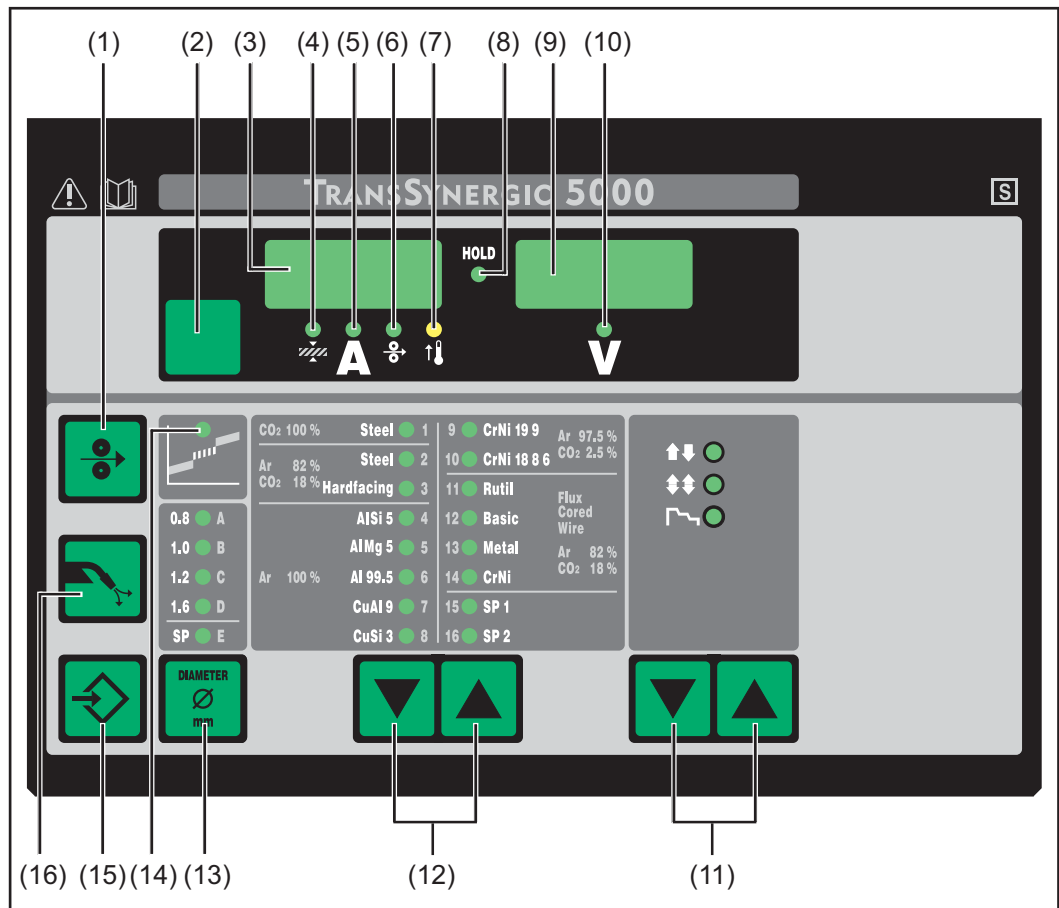 (1) (2) (3) (4) (5) (6) (7) (8) (9) (10)
TRANSSYNERGIC 5000
S
HOLD
A
V
CO2 100 % Steel 1 9 CrNi 19 9 Ar 97.5 %
Ar 82 % Steel 2 10 CrNi 18 8 6 CO2 2.5 %
CO2 18 % Hardfacing 3 11 Rutil Flux
0.8 A AlSi 5 4 12 Basic Cored
1.0 B AlMg 5 5 13 Metal Wire
Ar 82 %
1.2 C Ar 100 % Al 99.5 6 14 CrNi CO2 18 %
1.6 D CuAl 9 7 15 SP 1
SP E CuSi 3 8 16 SP 2
DIAMETER
Ø
mm
(16) (15) (14) (13) (12) (11)